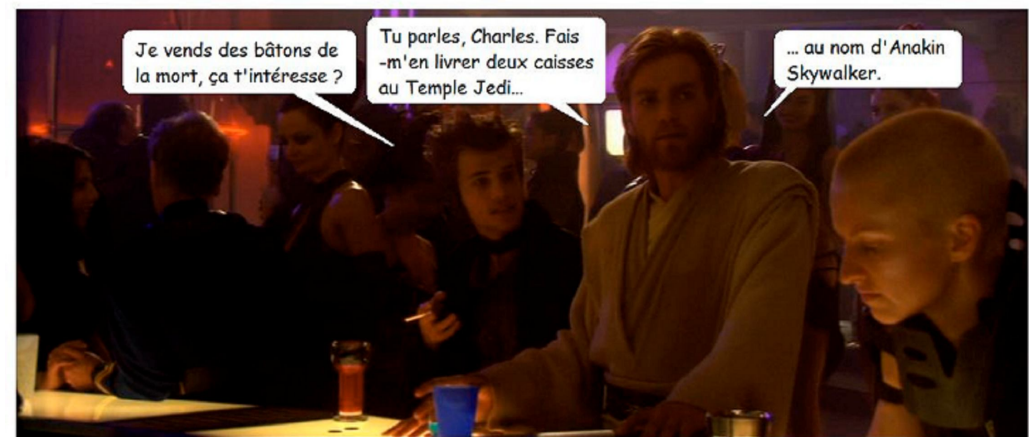 Je vends des bâtons de
la mort, ça t'intéresse ?
Tu parles, Charles. Fais
-m'en livrer deux caisses
au Temple Jedi...
... au nom d'Anakin
Skywalker.